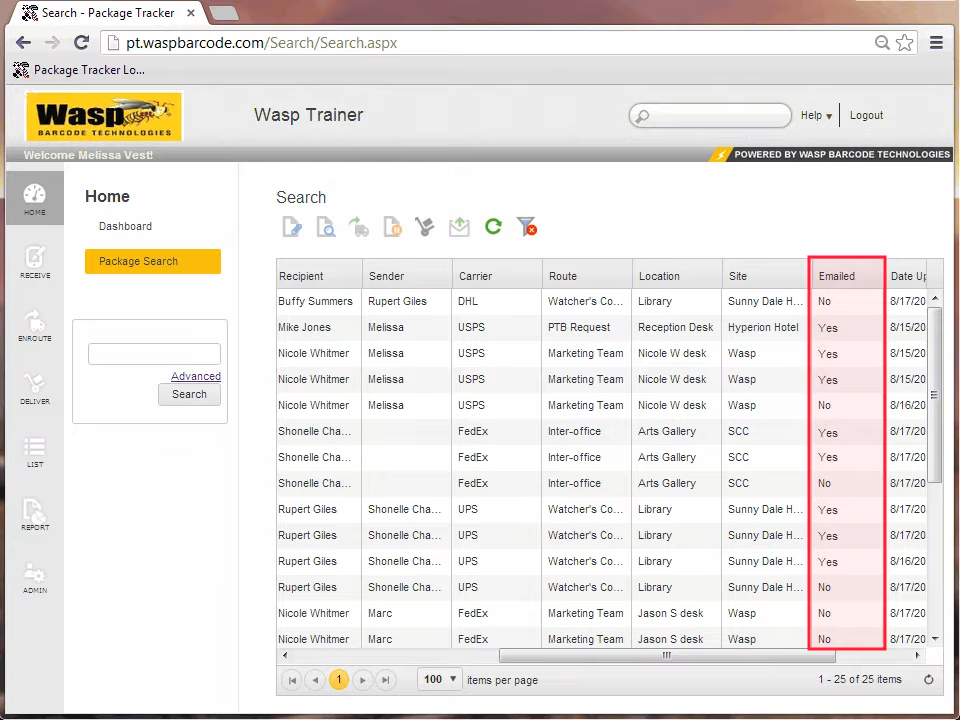 Search - Package Tracker
pt.waspbarcode.com/Search/Search.aspx
Package Tracker Lo...
Wasp
BARCODE TECHNOLOGIES
Wasp Trainer
Help
Logout
Welcome Melissa Vest!
POWERED BY WASP BARCODE TECHNOLOGIES
HOME
RECEIVE
ENROUTE
DELIVER
LIST
REPORT
ADMIN
Home
Dashboard
Package Search
Advanced
Search
Search
Recipient Sender Carrier Route Location Site Emailed Date Up
Buffy Summers Rupert Giles DHL Watcher's Co... Library Sunny Dale H... No 8/17/20
Mike Jones Melissa USPS PTB Request Reception Desk Hyperion Hotel Yes 8/15/20
Nicole Whitmer Melissa USPS Marketing Team Nicole W desk Wasp Yes 8/15/20
Nicole Whitmer Melissa USPS Marketing Team Nicole W desk Wasp Yes 8/15/20
Nicole Whitmer Melissa USPS Marketing Team Nicole W desk Wasp No 8/16/20
Shonelle Cha... FedEx Inter-office Arts Gallery SCC Yes 8/17/20
Shonelle Cha... FedEx Inter-office Arts Gallery SCC Yes 8/17/20
Shonelle Cha... FedEx Inter-office Arts Gallery SCC No 8/17/20
Rupert Giles Shonelle Cha... UPS Watcher's Co... Library Sunny Dale H... Yes 8/17/20
Rupert Giles Shonelle Cha... UPS Watcher's Co... Library Sunny Dale H... Yes 8/17/20
Rupert Giles Shonelle Cha... UPS Watcher's Co... Library Sunny Dale H... Yes 8/16/20
Rupert Giles Shonelle Cha... UPS Watcher's Co... Library Sunny Dale H... No 8/17/20
Nicole Whitmer Marc FedEx Marketing Team Jason S desk Wasp No 8/17/20
Nicole Whitmer Marc FedEx Marketing Team Jason S desk Wasp No 8/17/20
1 100 items per page 1 - 25 of 25 items